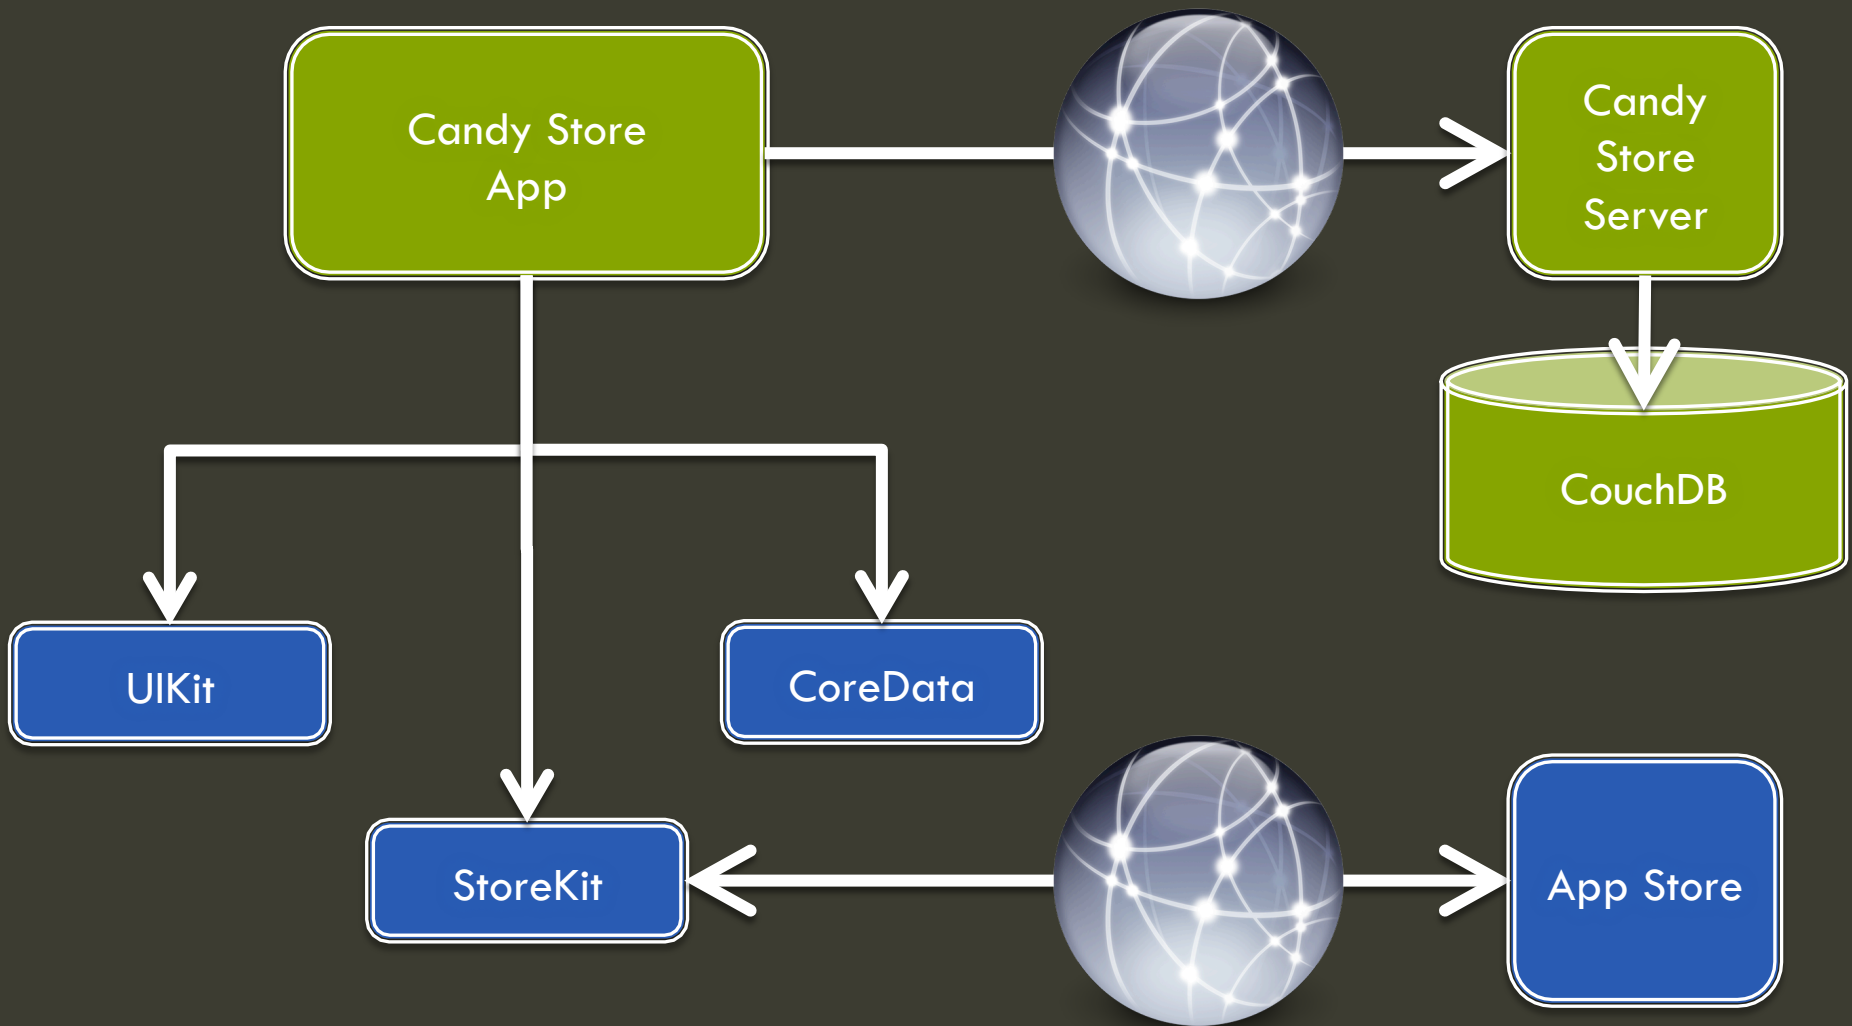 Candy Store
App
Candy
Store
Server
CouchDB
UIKit
CoreData
StoreKit
App Store